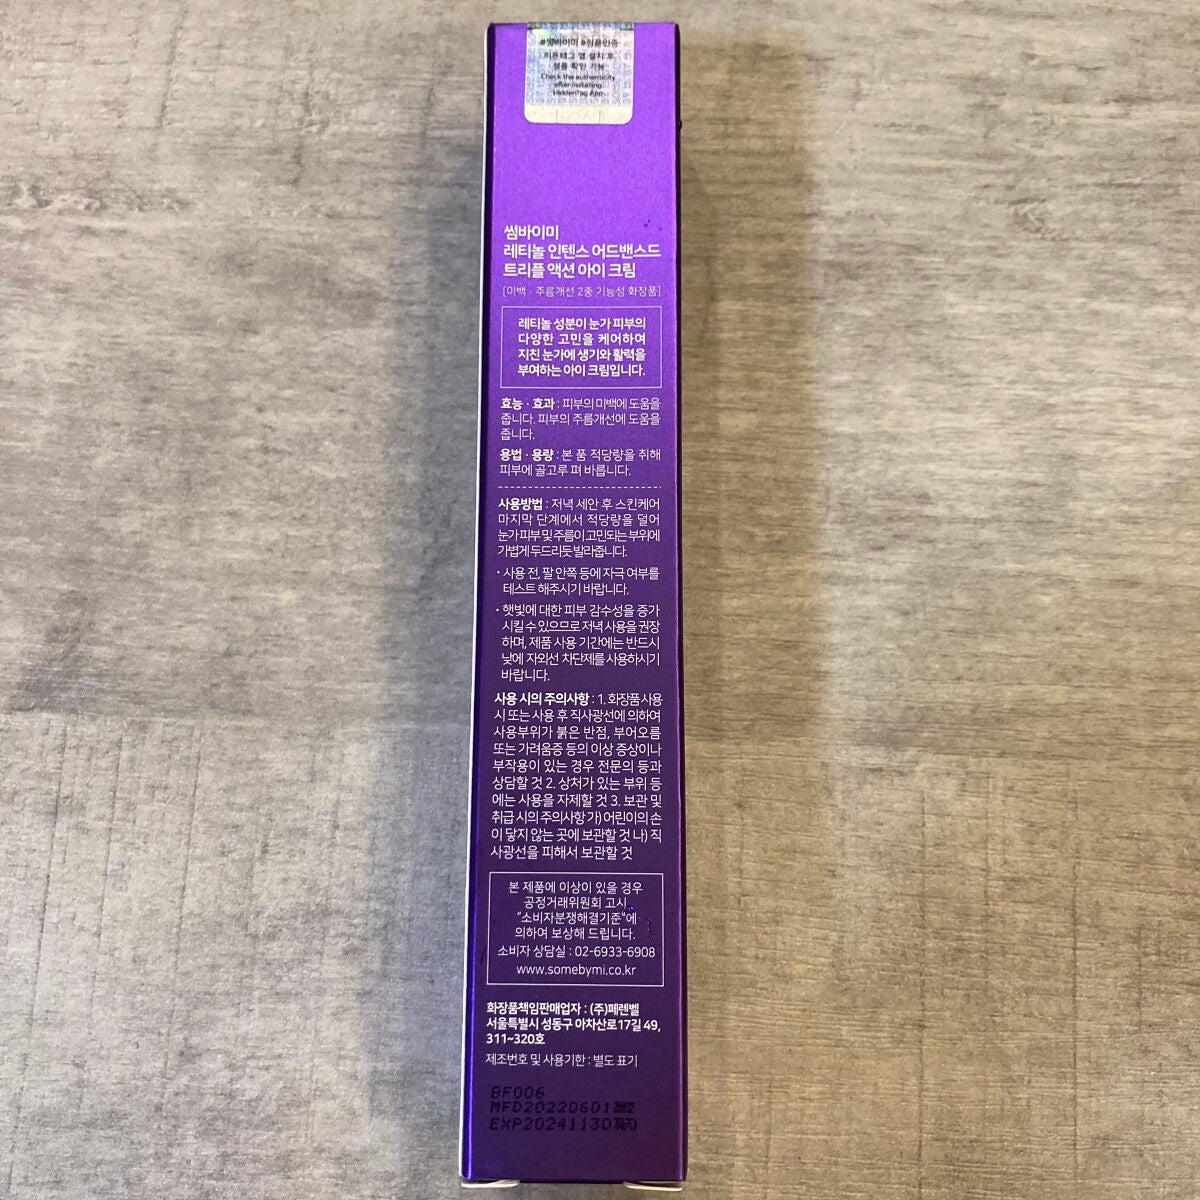 #썸바이미 #정품인증
히든태그 앱 설치 후
정품 확인 가능
Check the authenticity
after installing
HiddenTag App
썸바이미
레티놀 인텐스 어드밴스드
트리플 액션 아이 크림
[미백 · 주름개선 2중 기능성 화장품]
레티놀 성분이 눈가 피부의
다양한 고민을 케어하여
지친 눈가에 생기와 활력을
부여하는 아이 크림입니다.
효능 · 효과 : 피부의 미백에 도움을
줍니다. 피부의 주름개선에 도움을
줍니다.
용법 · 용량 : 본 품 적당량을 취해
피부에 골고루 펴 바릅니다.
사용방법 : 저녁 세안 후 스킨케어
마지막 단계에서 적당량을 덜어
눈가 피부 및 주름이 고민되는 부위에
가볍게 두드리듯 발라줍니다.
· 사용 전, 팔 안쪽 등에 자극 여부를
테스트 해주시기 바랍니다.
· 햇빛에 대한 피부 감수성을 증가
시킬 수 있으므로 저녁 사용을 권장
하며, 제품 사용 기간에는 반드시
낮에 자외선 차단제를 사용하시기
바랍니다.
사용 시의 주의사항 : 1. 화장품 사용
시 또는 사용 후 직사광선에 의하여
사용부위가 붉은 반점, 부어오름
또는 가려움증 등의 이상 증상이나
부작용이 있는 경우 전문의 등과
상담할 것 2. 상처가 있는 부위 등
에는 사용을 자제할 것 3. 보관 및
취급 시의 주의사항 가) 어린이의 손
이 닿지 않는 곳에 보관할 것 나) 직
사광선을 피해서 보관할 것
본 제품에 이상이 있을 경우
공정거래위원회 고시
"소비자분쟁해결기준"에
의하여 보상해 드립니다.
소비자 상담실 : 02-6933-6908
www.somebymi.co.kr
화장품책임판매업자 : (주)페렌벨
서울특별시 성동구 아차산로17길 49,
311~320호
제조번호 및 사용기한 : 별도 표기
BF006
MFD20220601제조
EXP20241130까지